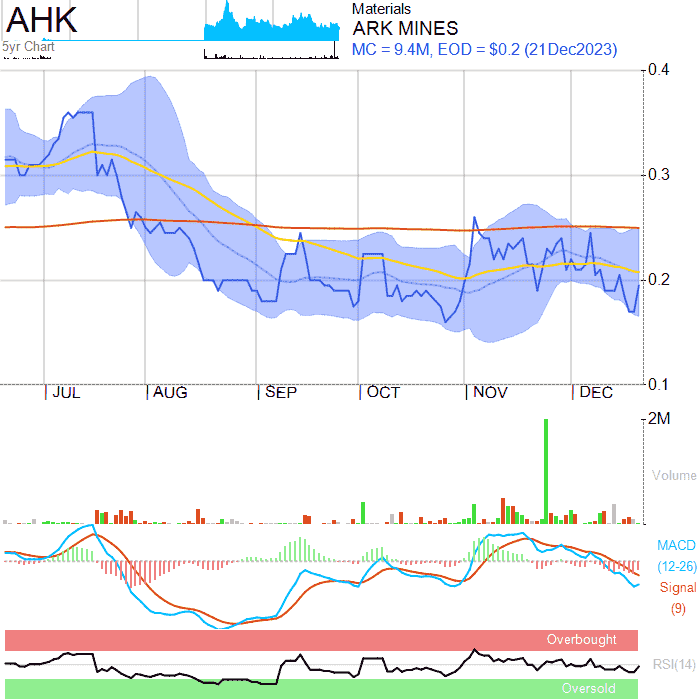 AHK
5yr Chart
Materials
ARK MINES
MC = 9.4M, EOD = $0.2 (21Dec2023)
0.4
0.3
0.2
0.1
JUL AUG SEP OCT NOV DEC
2M
Volume
MACD
(12-26)
Signal
(9)
Overbought
RSI(14)
Oversold